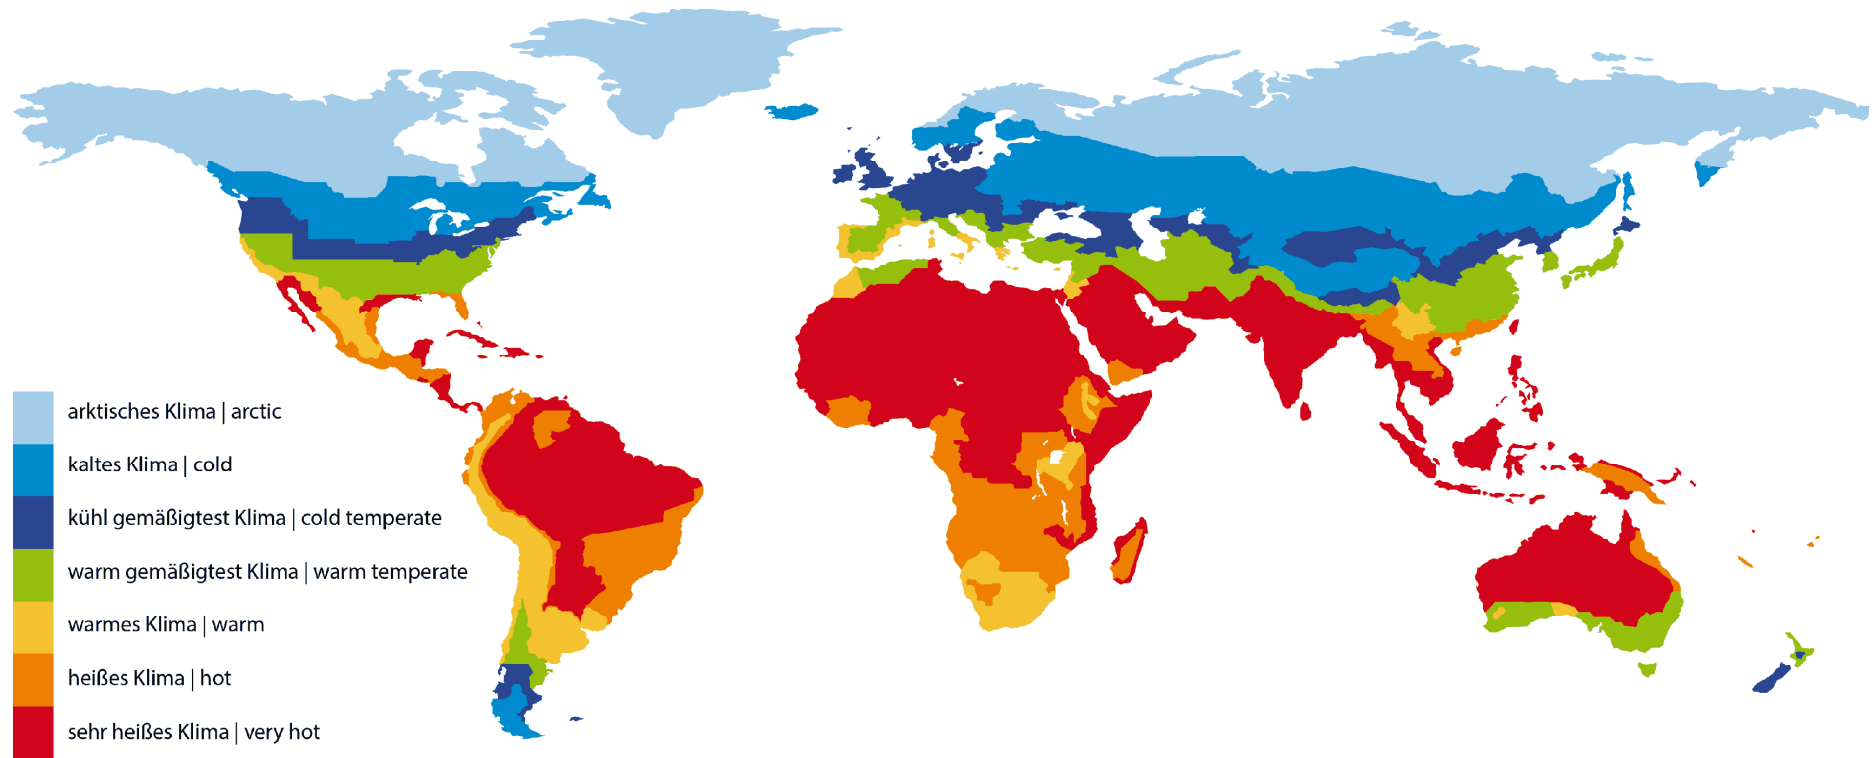 arktisches Klima | arctic
kaltes Klima | cold
kühl gemäßigtest Klima | cold temperate
warm gemäßigtest Klima | warm temperate
warmes Klima | warm
heißes Klima | hot
sehr heißes Klima | very hot